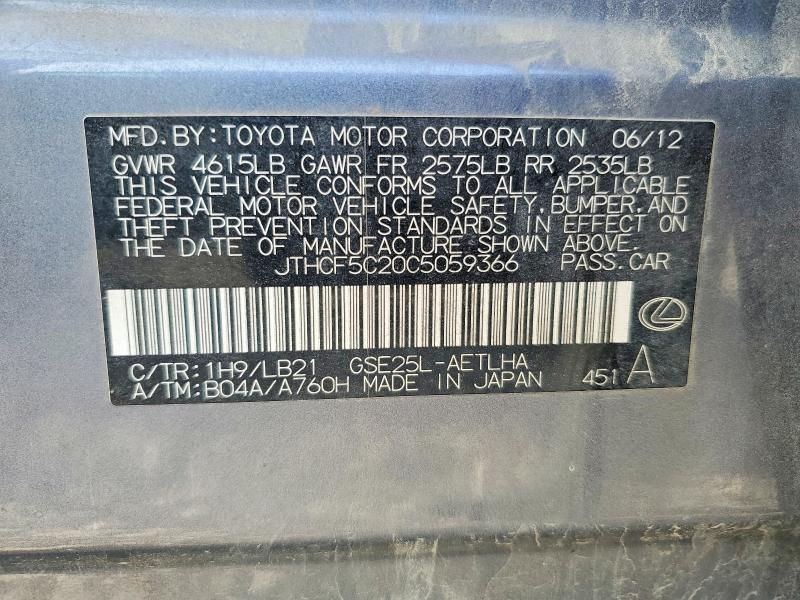 MFD. BY: TOYOTA MOTOR CORPORATION 06/12
GVWR 4615LB GAWR FR 2575LB RR 2535LB
THIS VEHICLE CONFORMS TO ALL APPLICABLE
FEDERAL MOTOR VEHICLE SAFETY, BUMPER, AND
THEFT PREVENTION STANDARDS IN EFFECT ON
THE DATE OF MANUFACTURE SHOWN ABOVE.
JTHCF5C20C5059366 PASS. CAR
C/TR: 1H9/LB21 GSE25L-AETLHA
A/TM: B04A/A760H MADE IN JAPAN 451 A